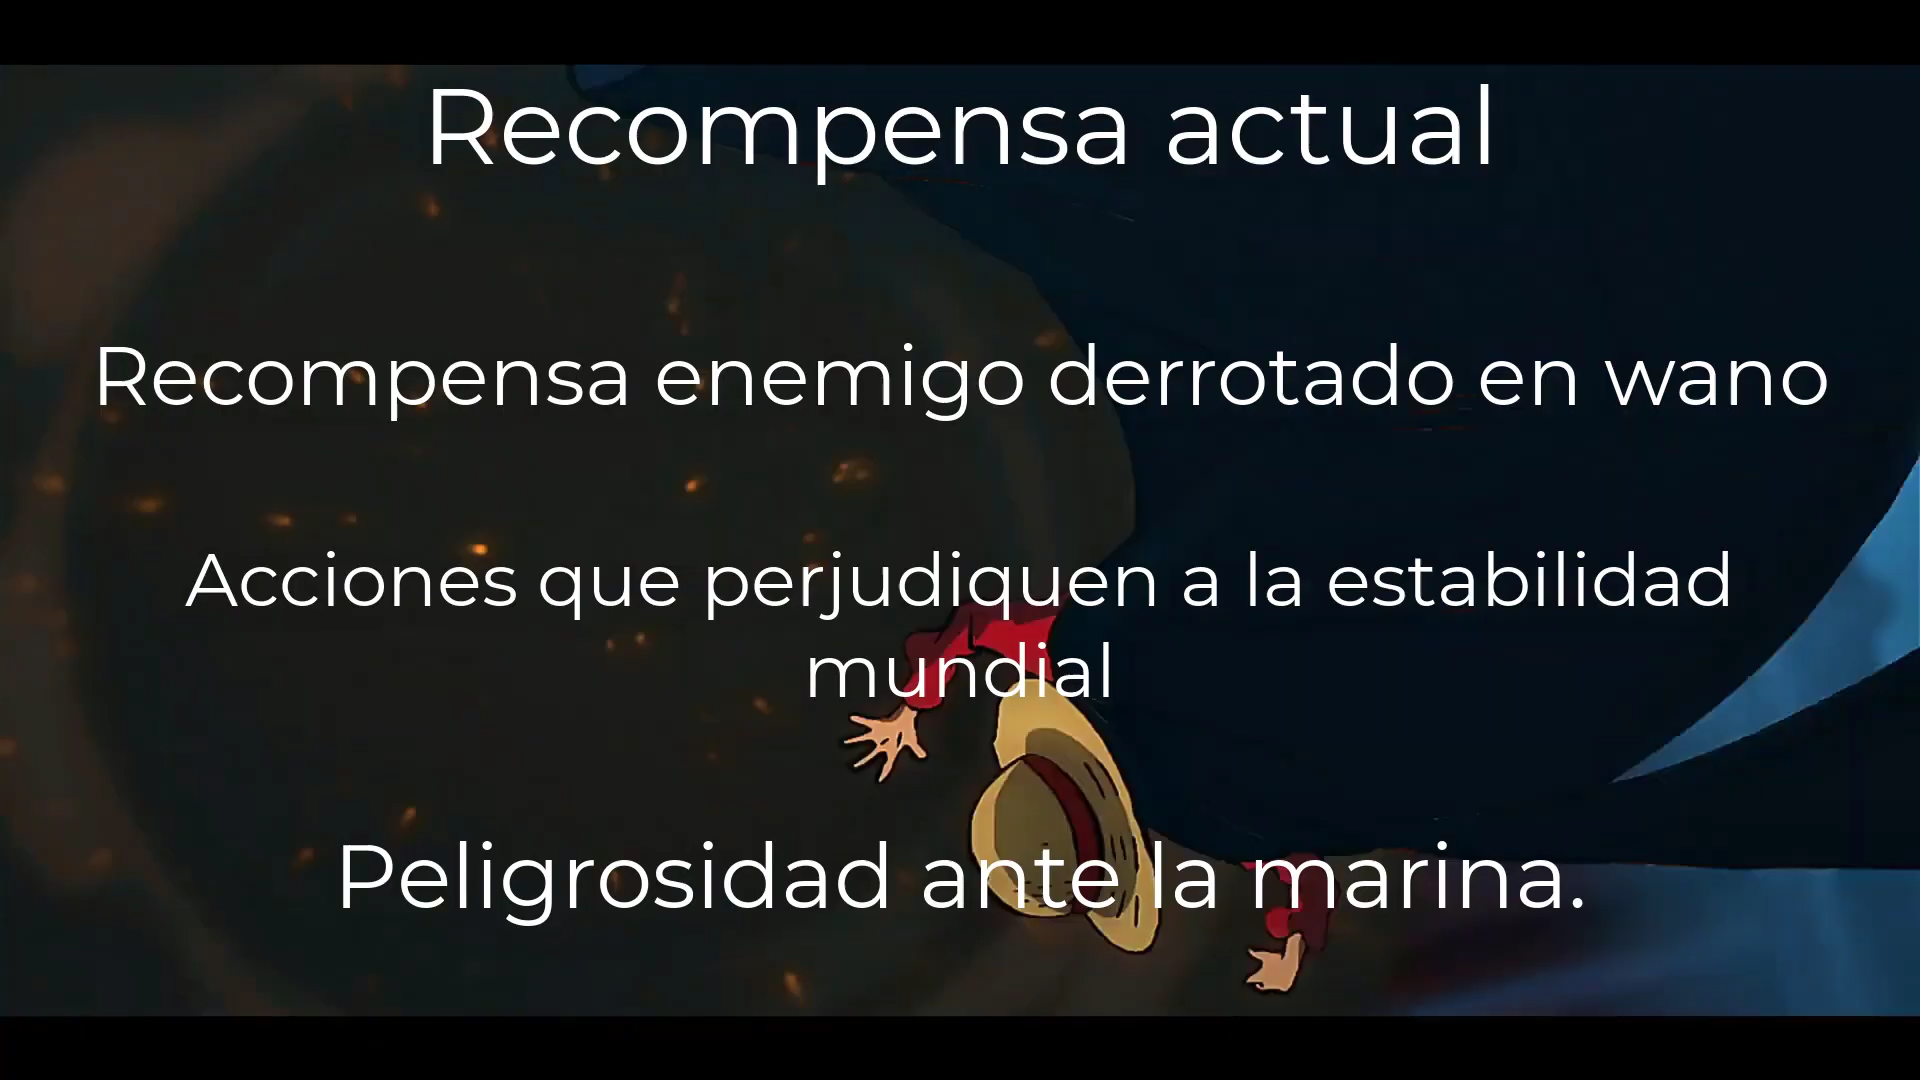 Recompensa actual
Recompensa enemigo derrotado en wano
Acciones que perjudiquen a la estabilidad
mundial
Peligrosidad ante la marina.